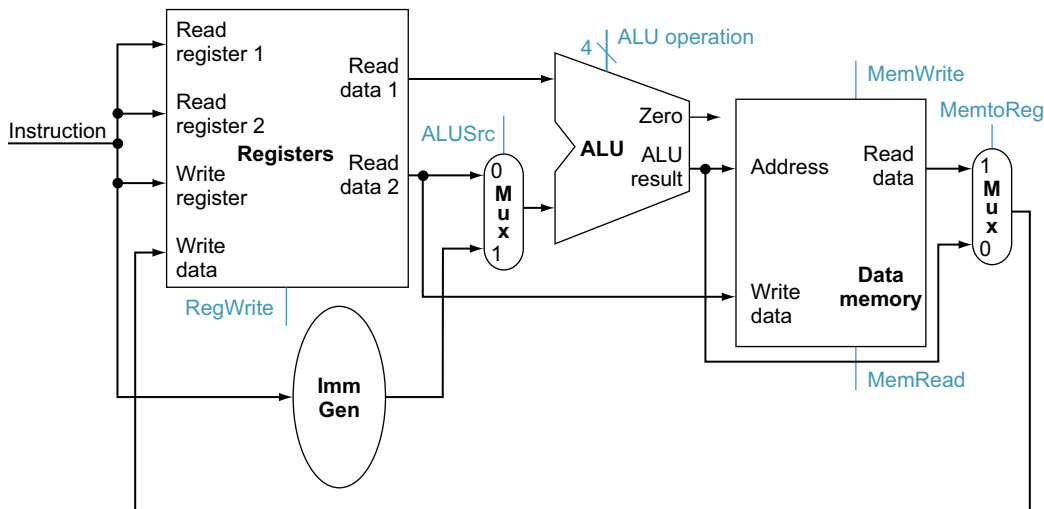 Instruction
Read
register 1
Read
register 2
Write
register
Write
data
Registers
Read
data 1
Read
data 2
RegWrite
Imm
Gen
ALUSrc
0
Mux
1
4
ALU operation
Zero
ALU
ALU
result
MemWrite
Address
Read
data
Write
data
Data
memory
MemRead
MemtoReg
1
Mux
0